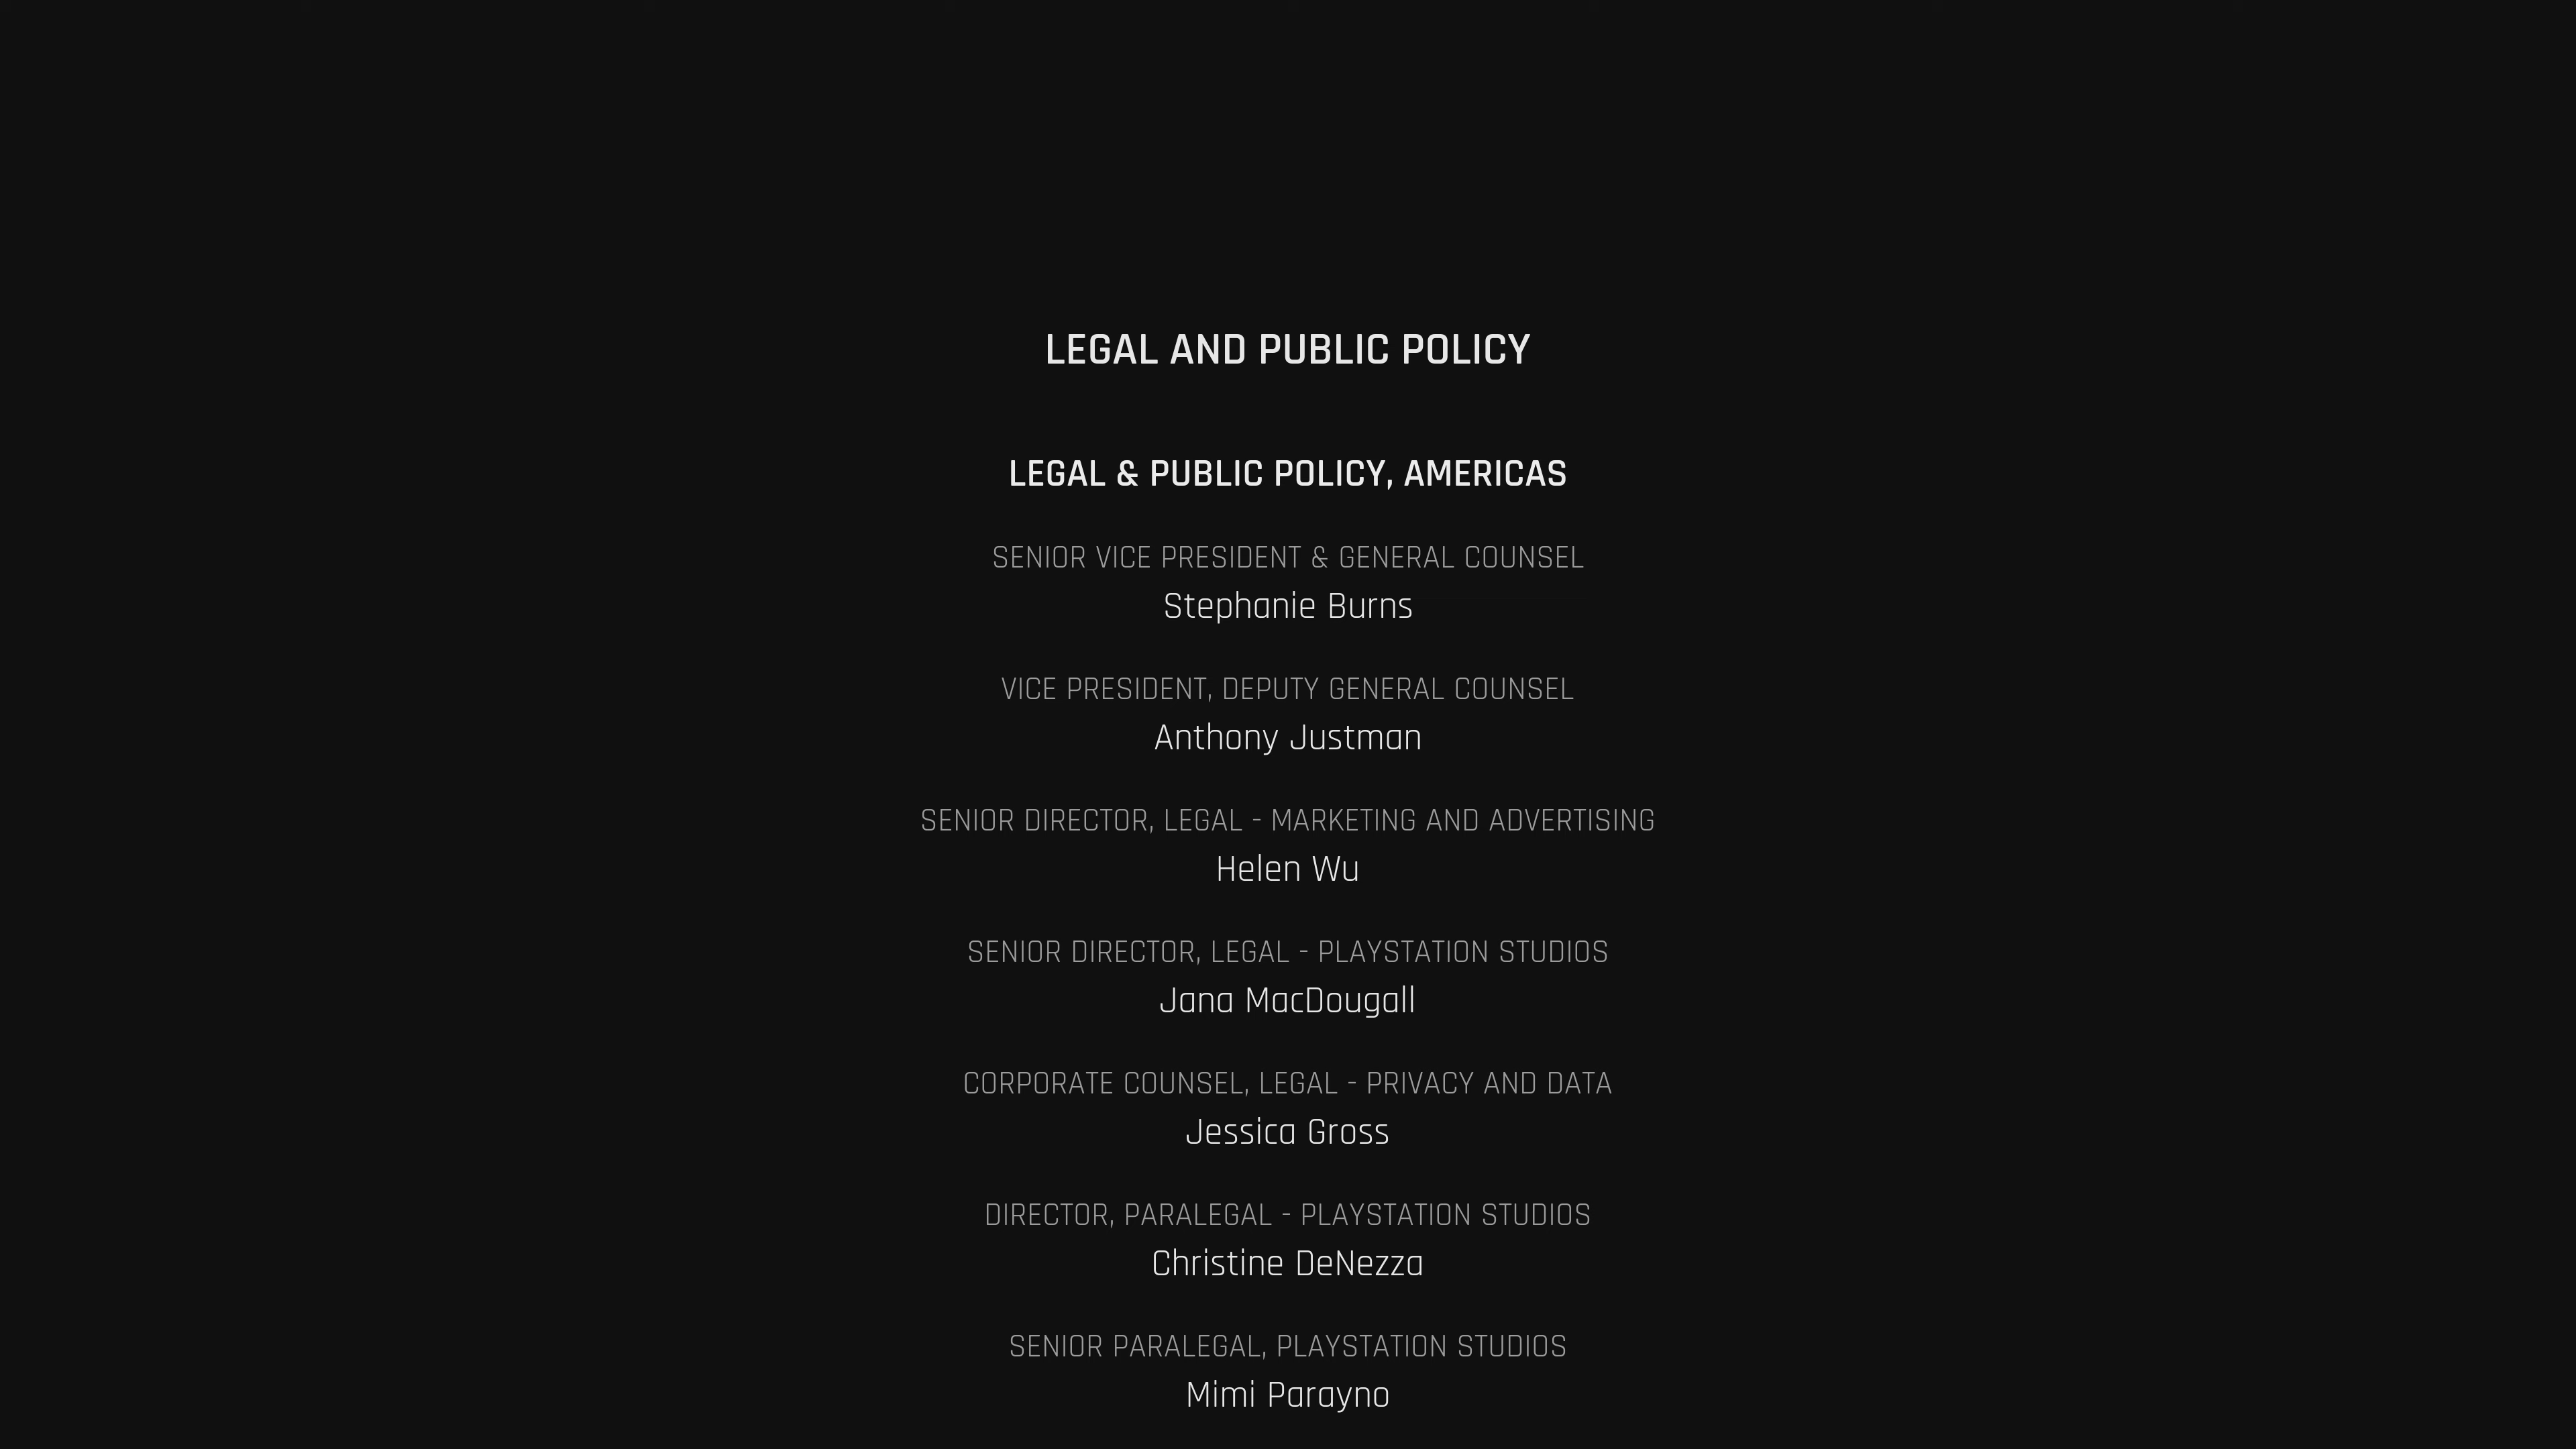 LEGAL AND PUBLIC POLICY
LEGAL & PUBLIC POLICY, AMERICAS
SENIOR VICE PRESIDENT & GENERAL COUNSEL
Stephanie Burns
VICE PRESIDENT, DEPUTY GENERAL COUNSEL
Anthony Justman
SENIOR DIRECTOR, LEGAL - MARKETING AND ADVERTISING
Helen Wu
SENIOR DIRECTOR, LEGAL - PLAYSTATION STUDIOS
Jana MacDougall
CORPORATE COUNSEL, LEGAL - PRIVACY AND DATA
Jessica Gross
DIRECTOR, PARALEGAL - PLAYSTATION STUDIOS
Christine DeNezza
SENIOR PARALEGAL, PLAYSTATION STUDIOS
Mimi Parayno